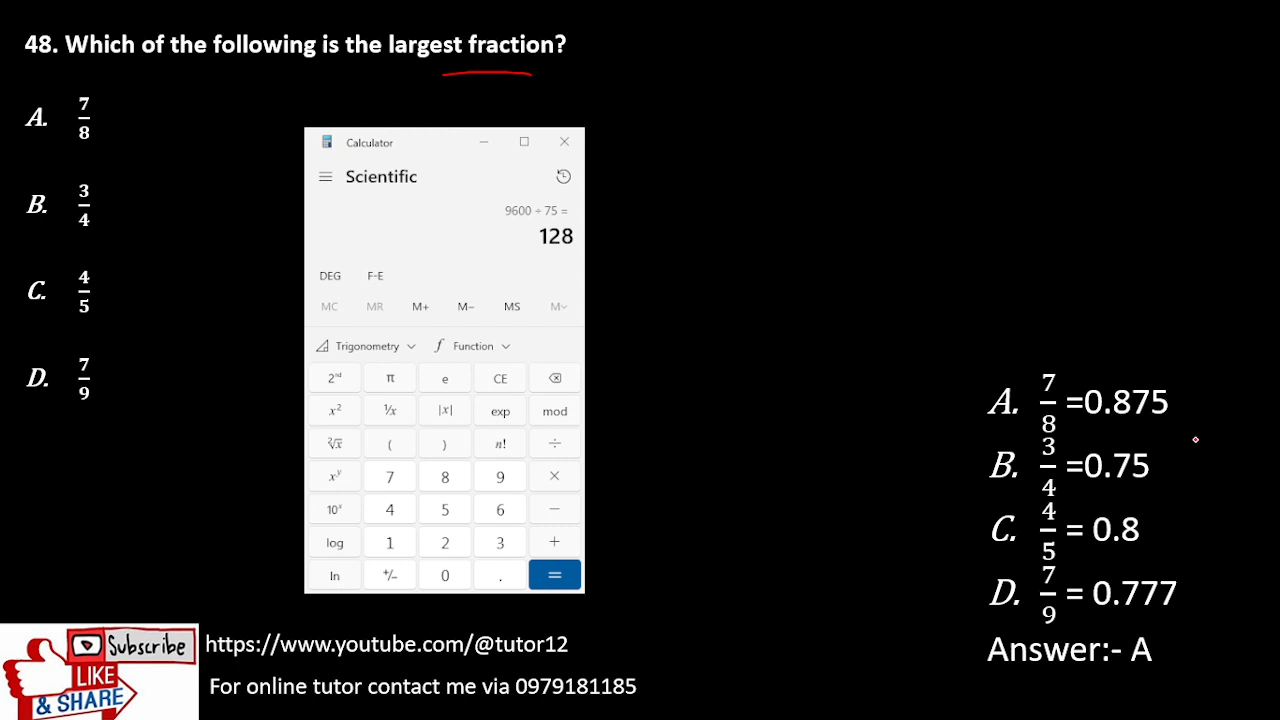 48. Which of the following is the largest fraction?
A. 7/8
B. 3/4
C. 4/5
D. 7/9
Calculator
Scientific
9600 ÷ 75 =
128
DEG F-E
MC MR M+ M− MS M˅
Trigonometry f Function
2ⁿᵈ π e CE
x² ¹/x |x| exp mod
²√x ( ) n! ÷
xʸ 7 8 9 ×
10ˣ 4 5 6 −
log 1 2 3 +
ln +/− 0 . =
A. 7/8 =0.875
B. 3/4 =0.75
C. 4/5 = 0.8
D. 7/9 = 0.777
Answer:- A
Subscribe
LIKE
& SHARE
https://www.youtube.com/@tutor12
For online tutor contact me via 0979181185